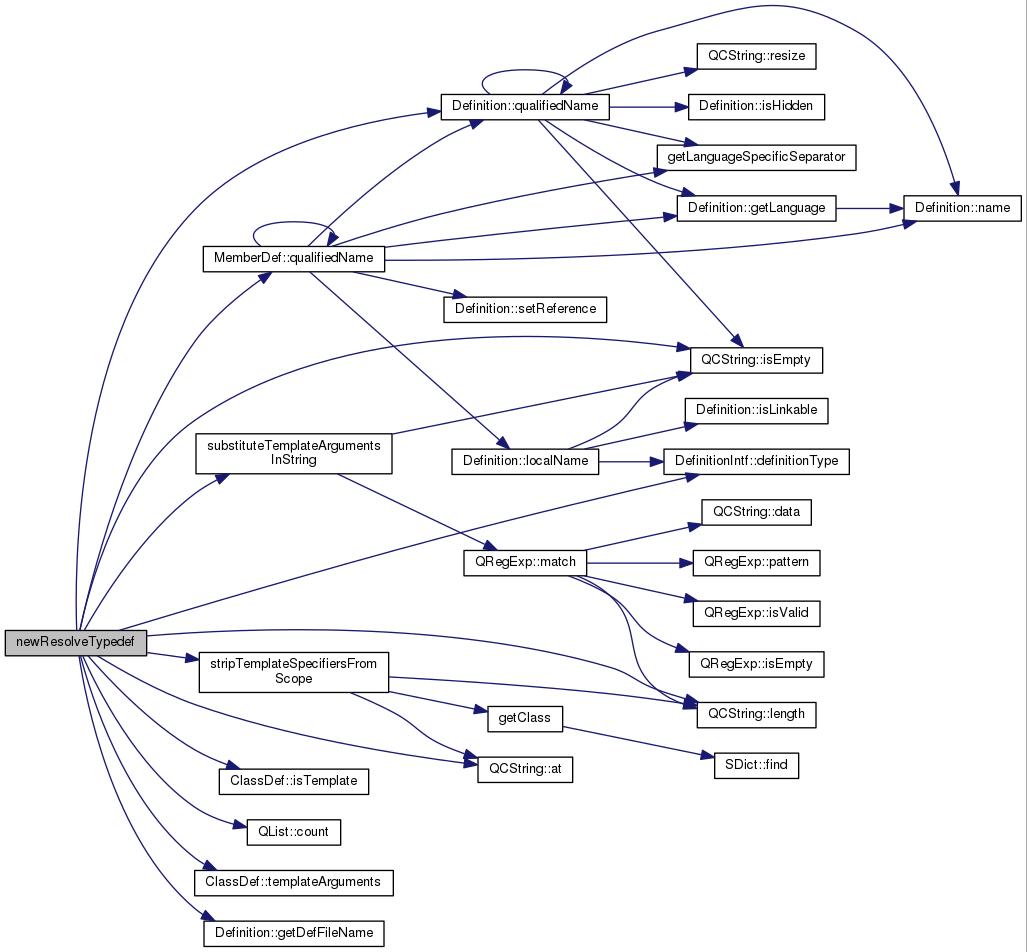 QCString::resize
Definition::qualifiedName
Definition::isHidden
getLanguageSpecificSeparator
Definition::getLanguage
Definition::name
MemberDef::qualifiedName
Definition::setReference
QCString::isEmpty
Definition::isLinkable
substituteTemplateArguments
InString
Definition::localName
DefinitionIntf::definitionType
QCString::data
QRegExp::match
QRegExp::pattern
QRegExp::isValid
newResolveTypedef
stripTemplateSpecifiersFrom
Scope
QRegExp::isEmpty
QCString::length
getClass
SDict::find
QCString::at
ClassDef::isTemplate
QList::count
ClassDef::templateArguments
Definition::getDefFileName